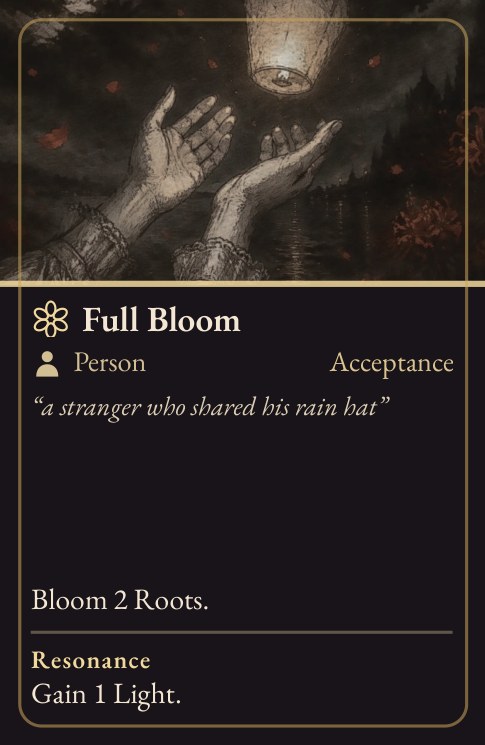 Full Bloom
Person Acceptance
“a stranger who shared his rain hat”
Bloom 2 Roots.
Resonance
Gain 1 Light.